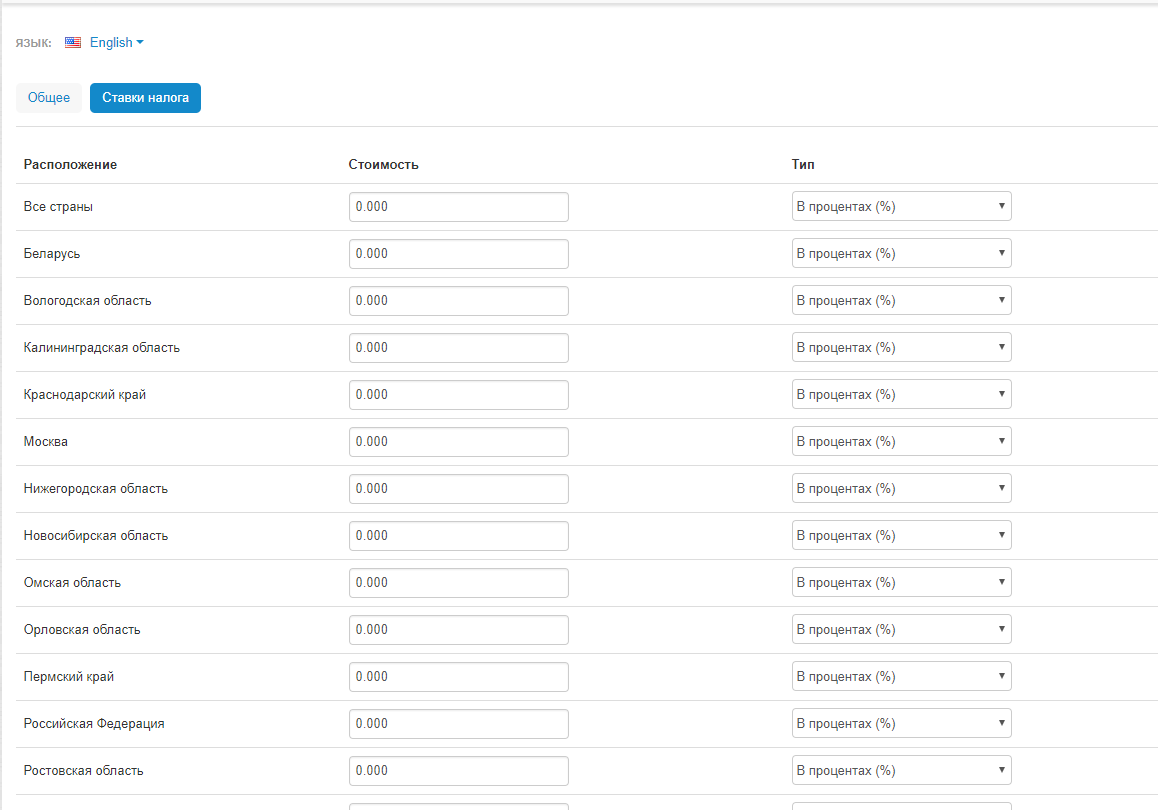 ЯЗЫК: English
Общее Ставки налога
Расположение Стоимость Тип
Все страны 0.000 В процентах (%)
Беларусь 0.000 В процентах (%)
Вологодская область 0.000 В процентах (%)
Калининградская область 0.000 В процентах (%)
Краснодарский край 0.000 В процентах (%)
Москва 0.000 В процентах (%)
Нижегородская область 0.000 В процентах (%)
Новосибирская область 0.000 В процентах (%)
Омская область 0.000 В процентах (%)
Орловская область 0.000 В процентах (%)
Пермский край 0.000 В процентах (%)
Российская Федерация 0.000 В процентах (%)
Ростовская область 0.000 В процентах (%)